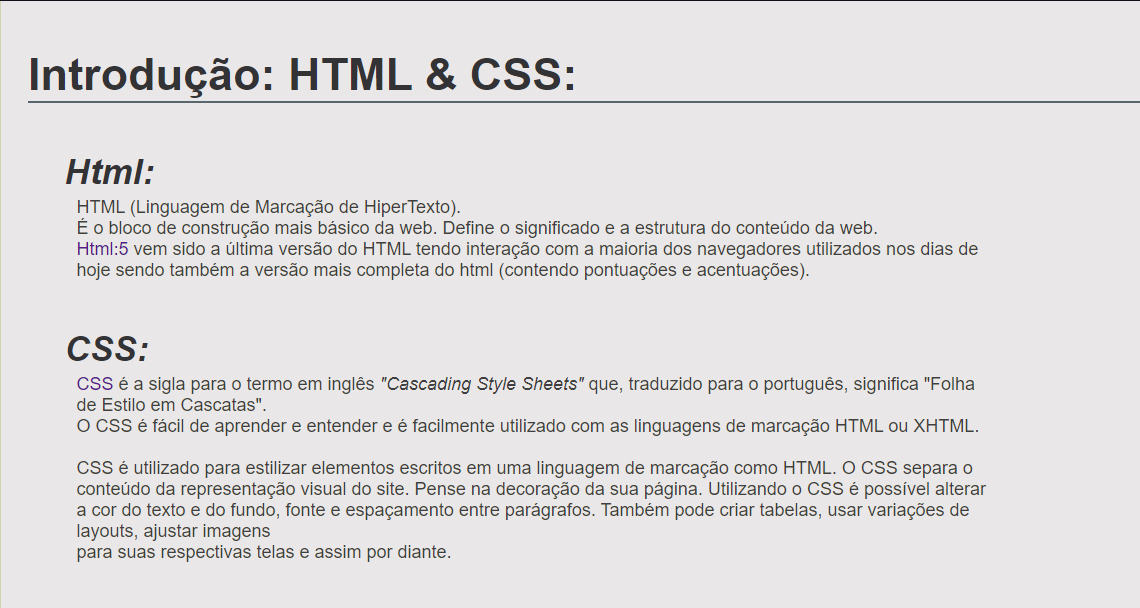 Introdução: HTML & CSS:
Html:
HTML (Linguagem de Marcação de HiperTexto).
É o bloco de construção mais básico da web. Define o significado e a estrutura do conteúdo da web.
Html:5 vem sido a última versão do HTML tendo interação com a maioria dos navegadores utilizados nos dias de
hoje sendo também a versão mais completa do html (contendo pontuações e acentuações).
CSS:
CSS é a sigla para o termo em inglês "Cascading Style Sheets" que, traduzido para o português, significa "Folha
de Estilo em Cascatas".
O CSS é fácil de aprender e entender e é facilmente utilizado com as linguagens de marcação HTML ou XHTML.
CSS é utilizado para estilizar elementos escritos em uma linguagem de marcação como HTML. O CSS separa o
conteúdo da representação visual do site. Pense na decoração da sua página. Utilizando o CSS é possível alterar
a cor do texto e do fundo, fonte e espaçamento entre parágrafos. Também pode criar tabelas, usar variações de
layouts, ajustar imagens
para suas respectivas telas e assim por diante.